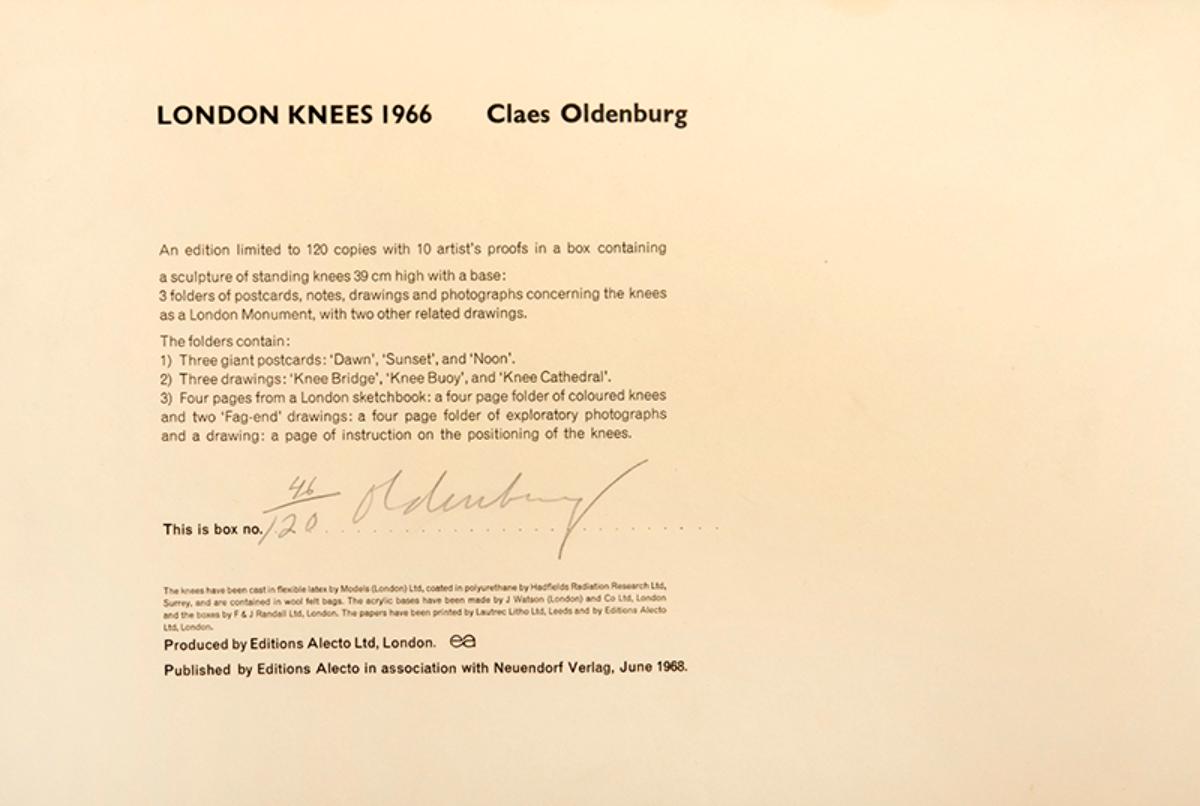 LONDON KNEES 1966 Claes Oldenburg
An edition limited to 120 copies with 10 artist's proofs in a box containing
a sculpture of standing knees 39 cm high with a base:
3 folders of postcards, notes, drawings and photographs concerning the knees
as a London Monument, with two other related drawings.
The folders contain:
1) Three giant postcards: 'Dawn', 'Sunset', and 'Noon'.
2) Three drawings: 'Knee Bridge', 'Knee Buoy', and 'Knee Cathedral'.
3) Four pages from a London sketchbook: a four page folder of coloured knees
and two 'Fag-end' drawings: a four page folder of exploratory photographs
and a drawing: a page of instruction on the positioning of the knees.
This is box no. 46/120 Oldenburg
The knees have been cast in flexible latex by Models (London) Ltd, coated in polyurethane by Hadfields Radiation Research Ltd,
Surrey, and are contained in wool felt bags. The acrylic bases have been made by J Watson (London) and Co Ltd, London
and the boxes by F & J Randall Ltd, London. The papers have been printed by Lautrec Litho Ltd, Leeds and by Editions Alecto
Ltd, London.
Produced by Editions Alecto Ltd, London. ea
Published by Editions Alecto in association with Neuendorf Verlag, June 1968.